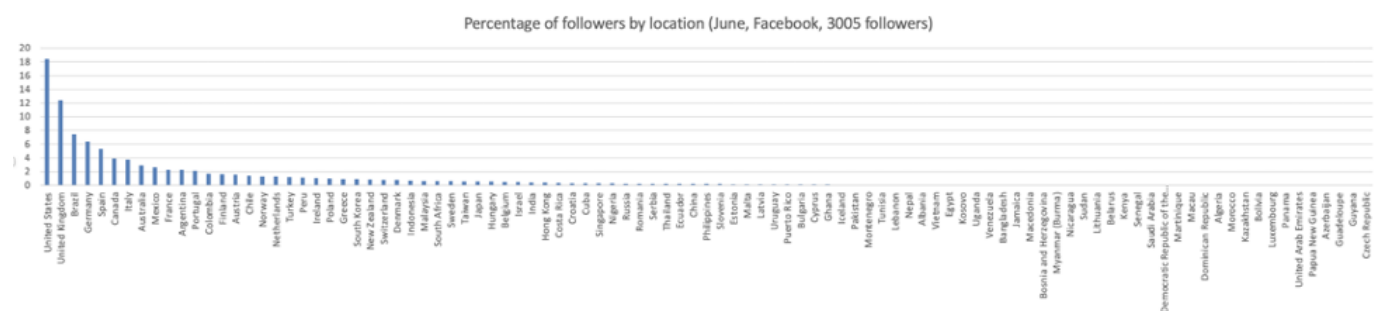 Percentage of followers by location (June, Facebook, 3005 followers)
20
18
16
14
12
10
8
6
4
2
0
United States
United Kingdom
Brazil
Germany
Spain
Canada
Italy
Australia
Mexico
France
Argentina
Portugal
Colombia
Finland
Austria
Chile
Norway
Netherlands
Turkey
Peru
Ireland
Poland
Greece
South Korea
New Zealand
Switzerland
Denmark
Indonesia
Malaysia
South Africa
Sweden
Taiwan
Japan
Hungary
Belgium
Israel
India
Hong Kong
Costa Rica
Croatia
Cuba
Singapore
Nigeria
Russia
Romania
Serbia
Thailand
Ecuador
China
Philippines
Slovenia
Estonia
Malta
Latvia
Uruguay
Puerto Rico
Bulgaria
Cyprus
Ghana
Iceland
Pakistan
Montenegro
Tunisia
Lebanon
Nepal
Albania
Vietnam
Egypt
Kosovo
Uganda
Venezuela
Bangladesh
Jamaica
Macedonia
Bosnia and Herzegovina
Myanmar (Burma)
Nicaragua
Sudan
Lithuania
Belarus
Kenya
Senegal
Saudi Arabia
Democratic Republic of the...
Martinique
Macau
Dominican Republic
Algeria
Morocco
Kazakhstan
Bolivia
Luxembourg
Panama
United Arab Emirates
Papua New Guinea
Azerbaijan
Guadeloupe
Guyana
Czech Republic